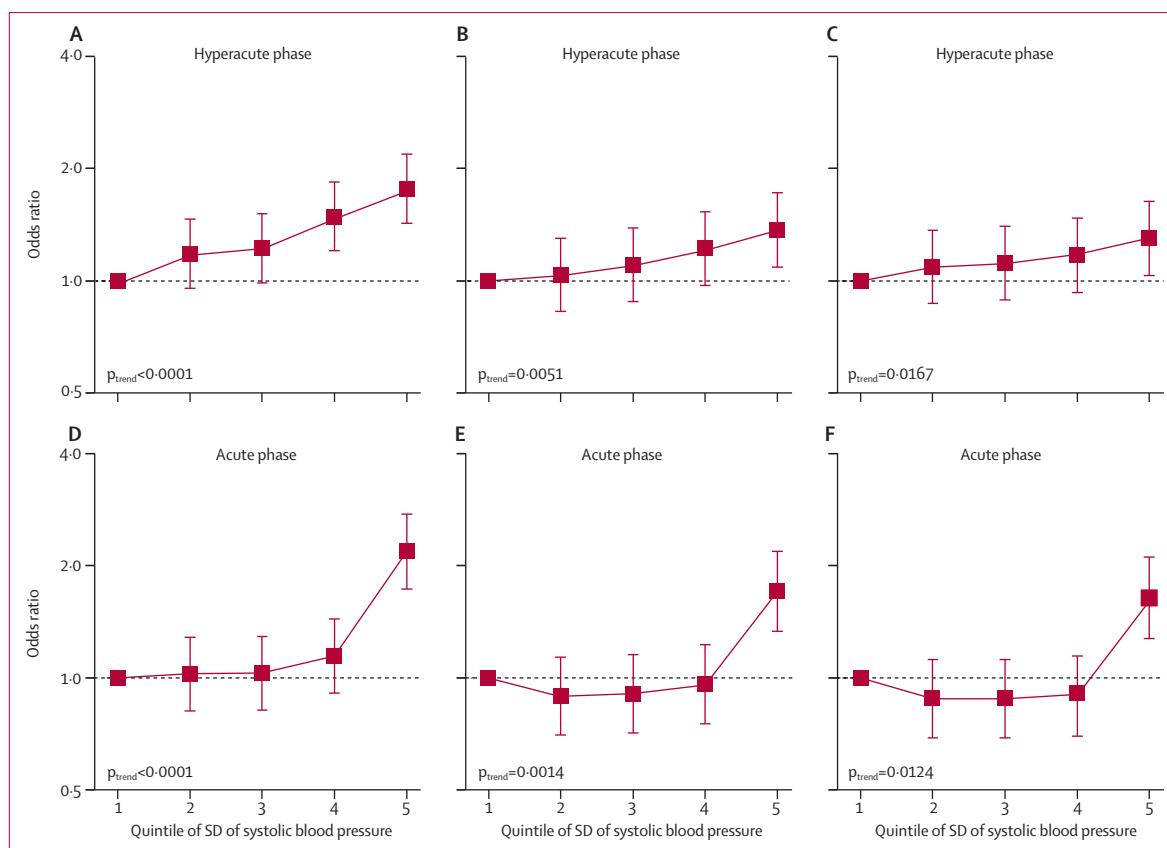 A
Hyperacute phase
B
Hyperacute phase
C
Hyperacute phase
4·0
2·0
1·0
0·5
Odds ratio
ptrend<0·0001
ptrend=0·0051
ptrend=0·0167
D
Acute phase
E
Acute phase
F
Acute phase
4·0
2·0
1·0
0·5
Odds ratio
ptrend<0·0001
ptrend=0·0014
ptrend=0·0124
1 2 3 4 5
Quintile of SD of systolic blood pressure
1 2 3 4 5
Quintile of SD of systolic blood pressure
1 2 3 4 5
Quintile of SD of systolic blood pressure